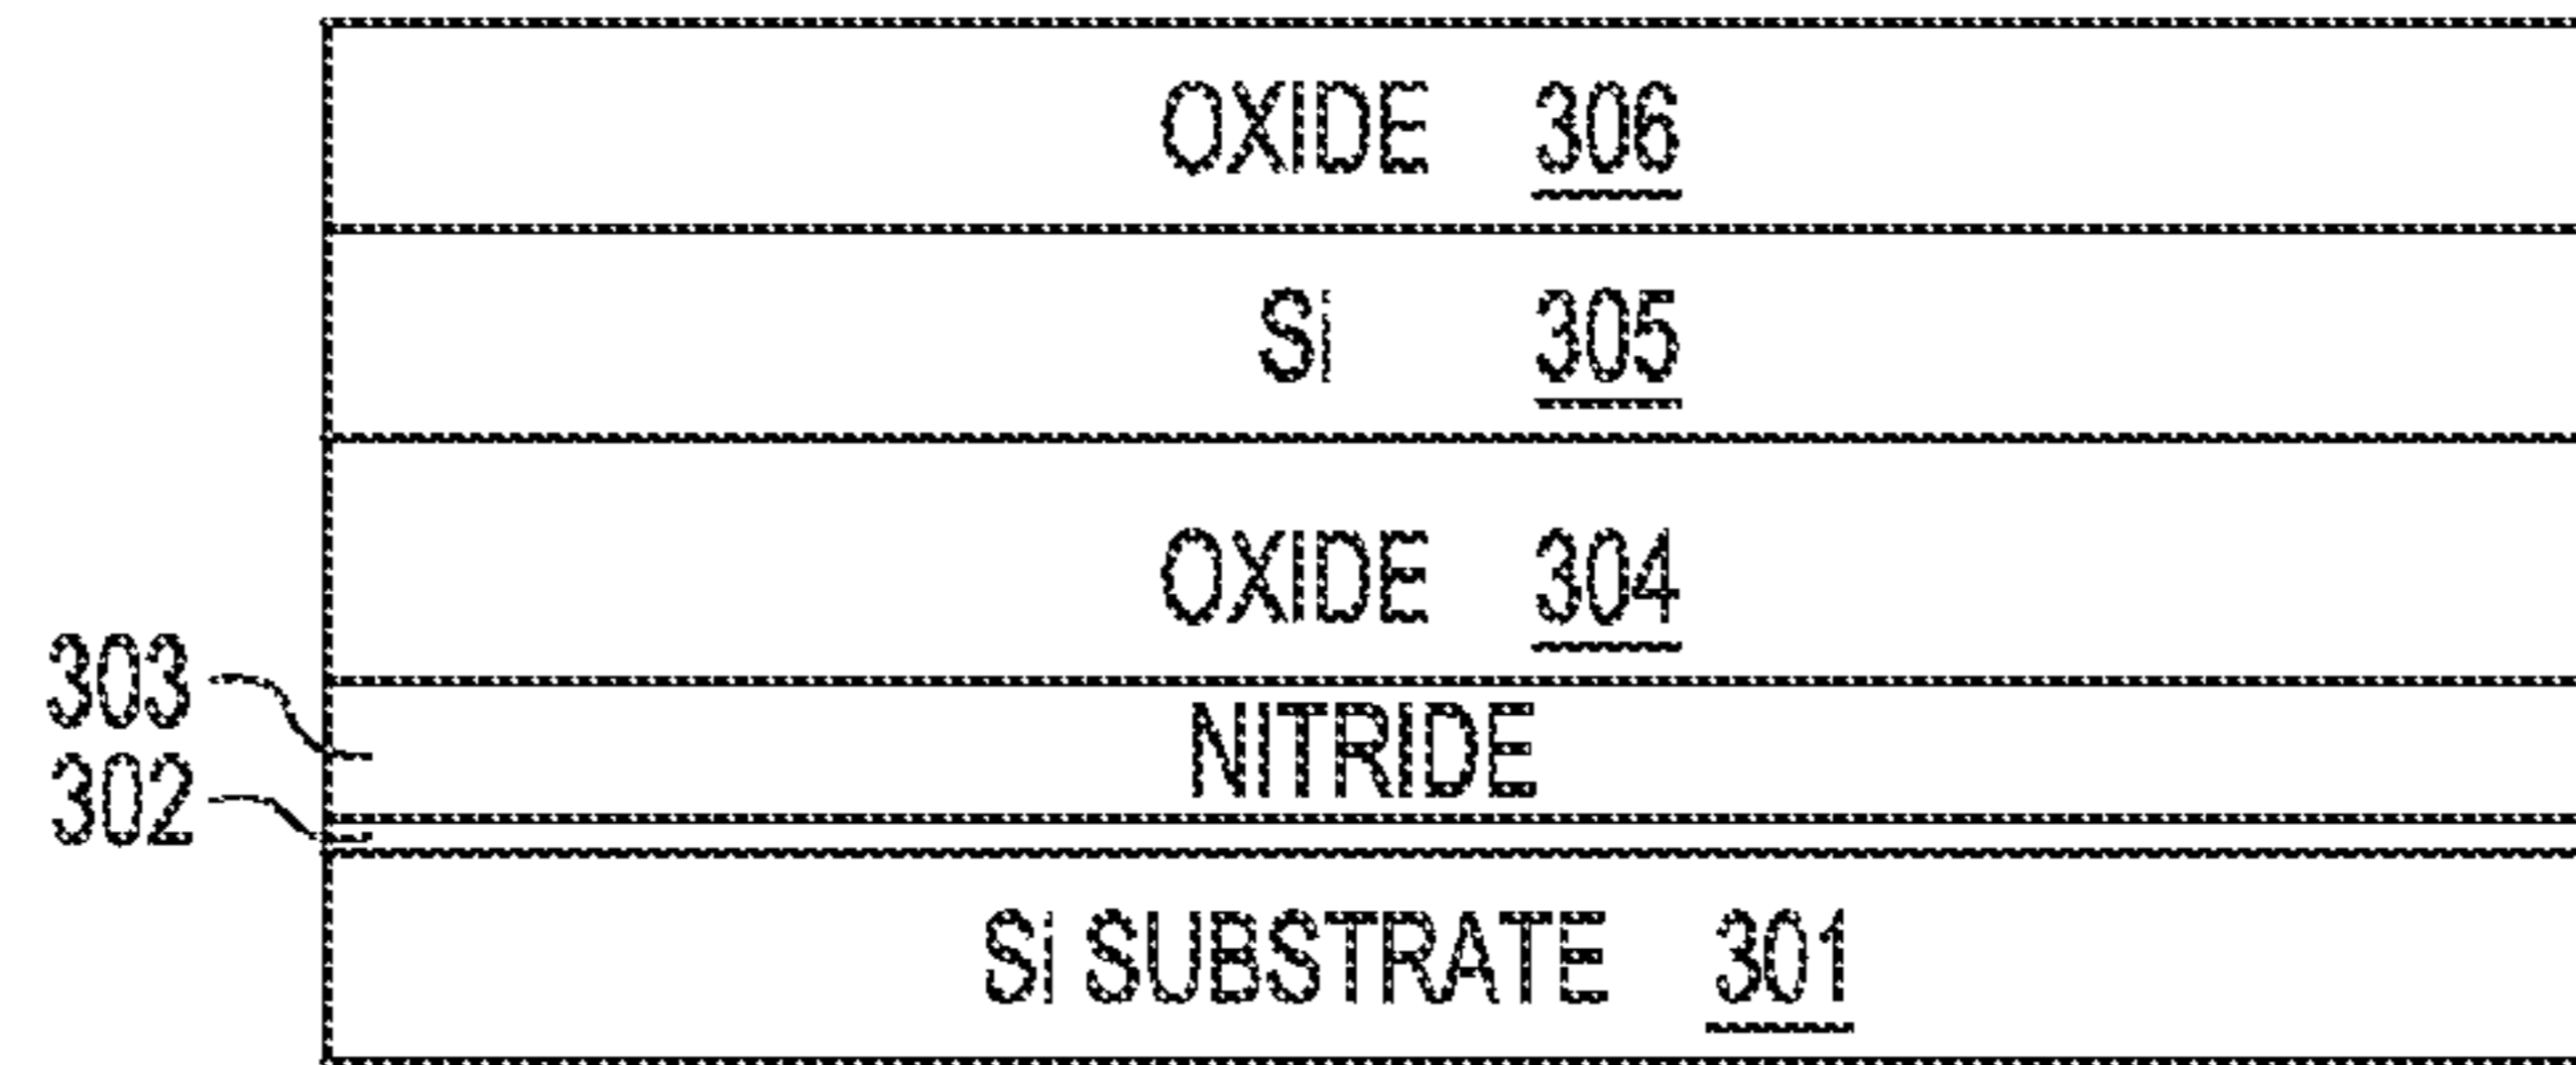 OXIDE 306
Si 305
OXIDE 304
303
NITRIDE
302
Si SUBSTRATE 301